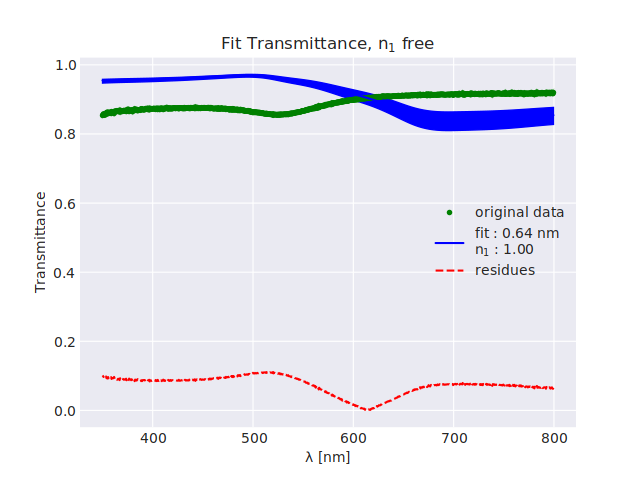 Fit Transmittance, n₁ free
Transmittance
1.0
0.8
0.6
0.4
0.2
0.0
original data
fit : 0.64 nm
n₁ : 1.00
residues
400 500 600 700 800
λ [nm]